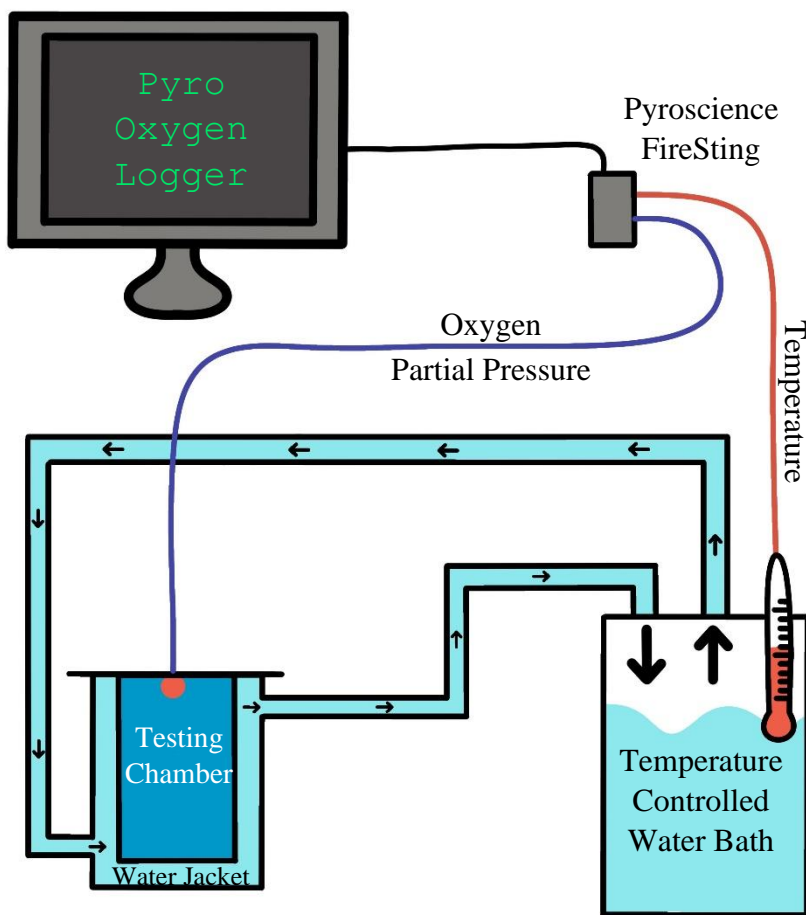 Pyro
Oxygen
Logger
Pyroscience
FireSting
Oxygen
Partial Pressure
Temperature
Testing
Chamber
Water Jacket
Temperature
Controlled
Water Bath